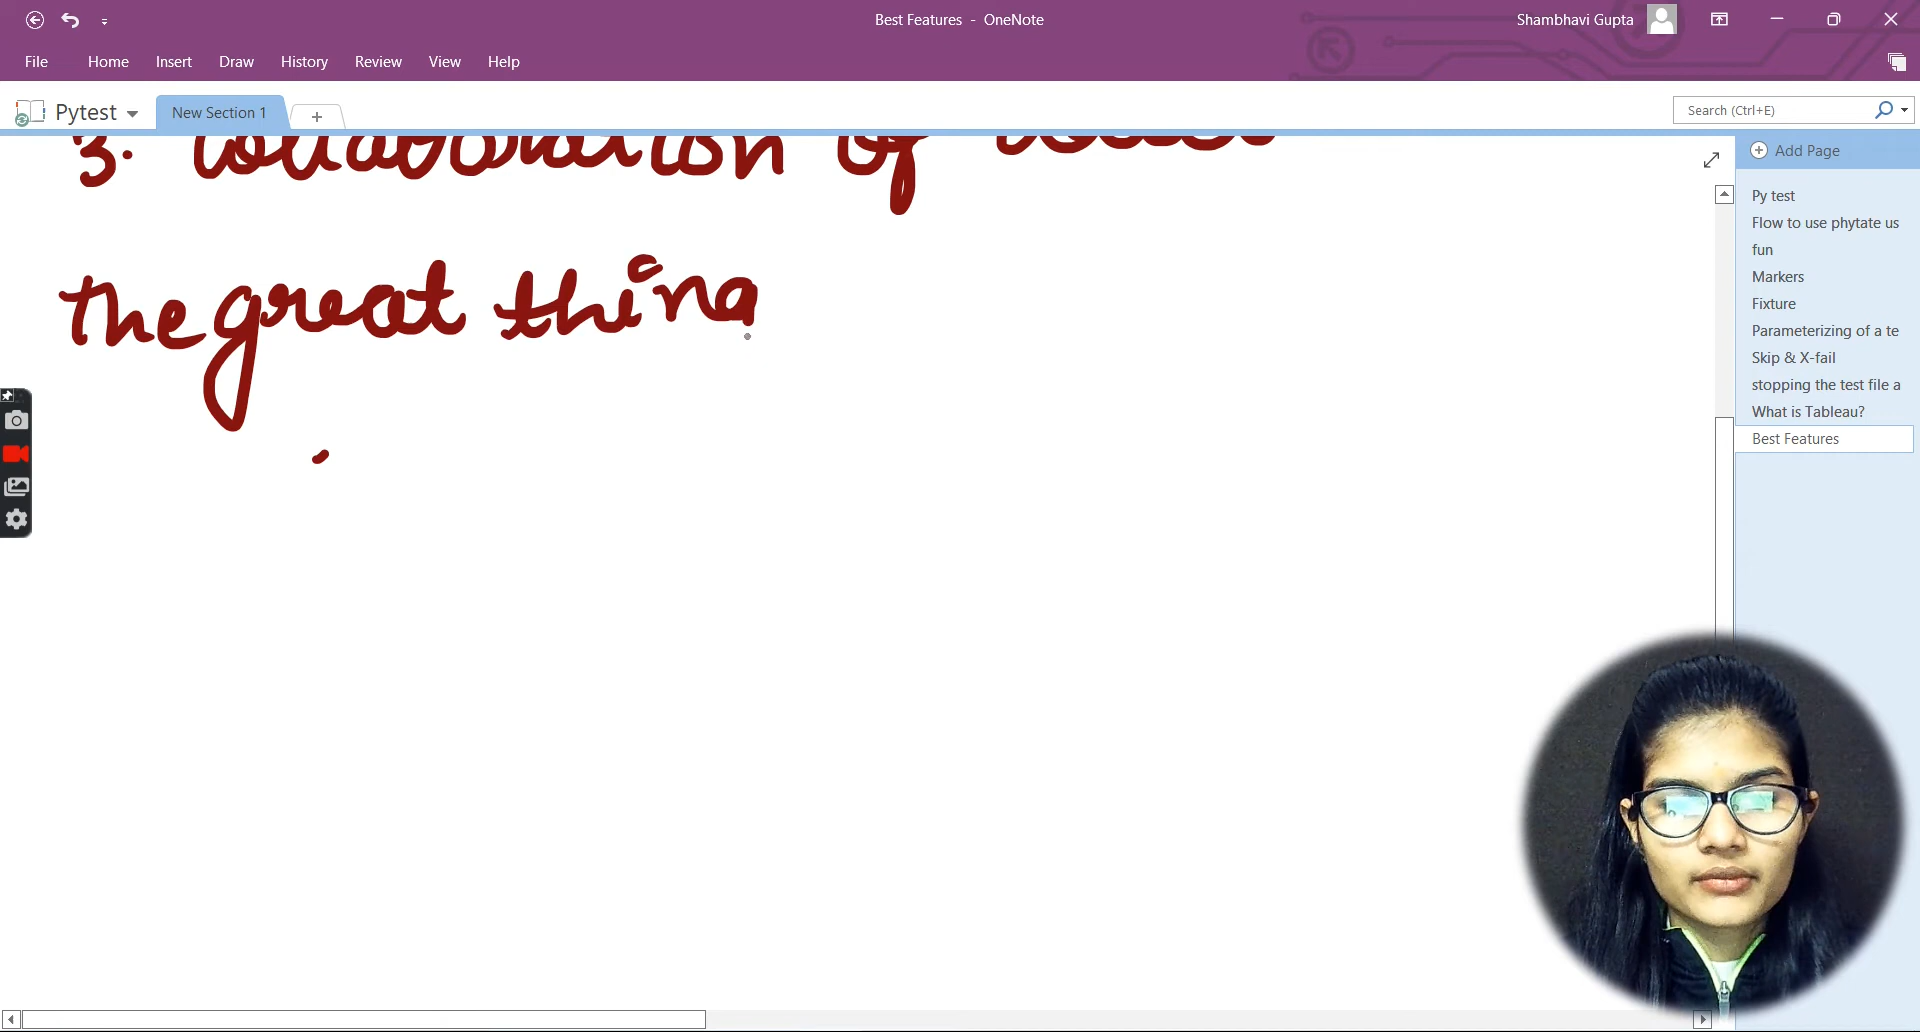 Best Features - OneNote
Shambhavi Gupta
File Home Insert Draw History Review View Help
Pytest New Section 1 +
Search (Ctrl+E)
3. Collaboration of
Add Page
Py test
Flow to use phytate us
fun
Markers
Fixture
Parameterizing of a te
Skip & X-fail
stopping the test file a
What is Tableau?
Best Features
The great thing